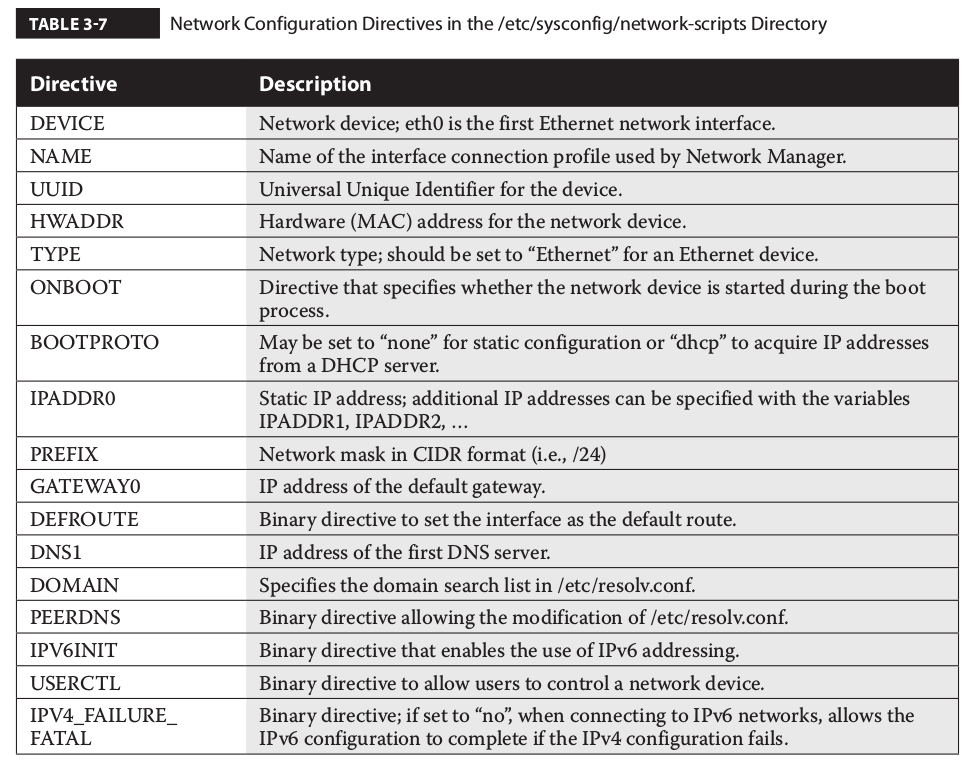 TABLE 3-7 Network Configuration Directives in the /etc/sysconfig/network-scripts Directory
Directive Description
DEVICE Network device; eth0 is the first Ethernet network interface.
NAME Name of the interface connection profile used by Network Manager.
UUID Universal Unique Identifier for the device.
HWADDR Hardware (MAC) address for the network device.
TYPE Network type; should be set to “Ethernet” for an Ethernet device.
ONBOOT Directive that specifies whether the network device is started during the boot
process.
BOOTPROTO May be set to “none” for static configuration or “dhcp” to acquire IP addresses
from a DHCP server.
IPADDR0 Static IP address; additional IP addresses can be specified with the variables
IPADDR1, IPADDR2, …
PREFIX Network mask in CIDR format (i.e., /24)
GATEWAY0 IP address of the default gateway.
DEFROUTE Binary directive to set the interface as the default route.
DNS1 IP address of the first DNS server.
DOMAIN Specifies the domain search list in /etc/resolv.conf.
PEERDNS Binary directive allowing the modification of /etc/resolv.conf.
IPV6INIT Binary directive that enables the use of IPv6 addressing.
USERCTL Binary directive to allow users to control a network device.
IPV4_FAILURE_ Binary directive; if set to “no”, when connecting to IPv6 networks, allows the
FATAL IPv6 configuration to complete if the IPv4 configuration fails.